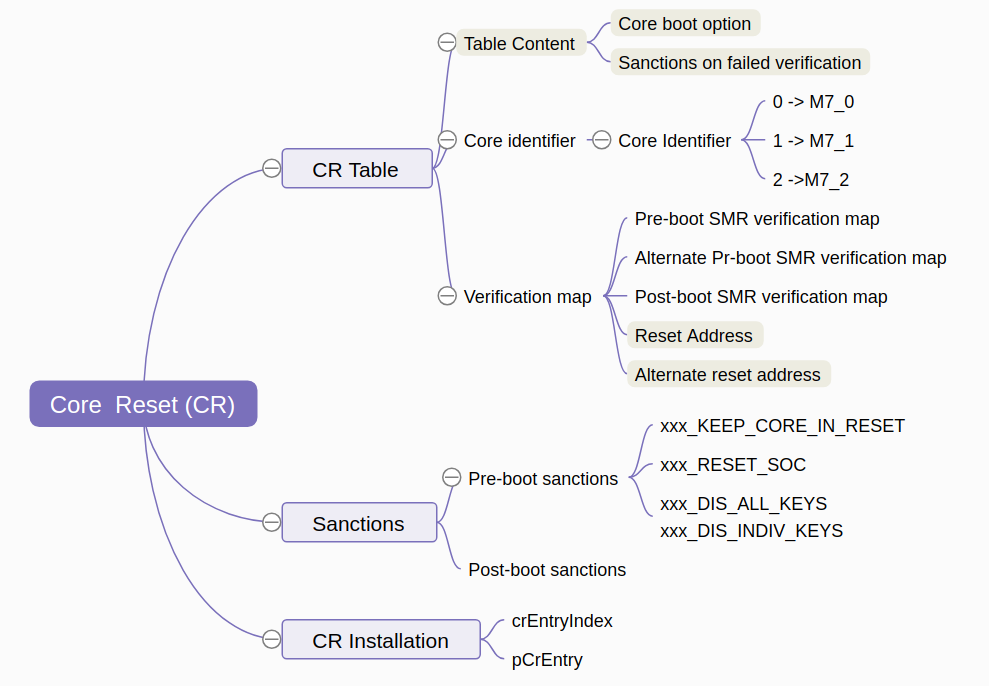 Core boot option
Table Content
Sanctions on failed verification
0 -> M7_0
Core identifier
Core Identifier
1 -> M7_1
CR Table
2 ->M7_2
Pre-boot SMR verification map
Alternate Pr-boot SMR verification map
Verification map
Post-boot SMR verification map
Reset Address
Alternate reset address
Core  Reset (CR)
xxx_KEEP_CORE_IN_RESET
xxx_RESET_SOC
Pre-boot sanctions
xxx_DIS_ALL_KEYS
xxx_DIS_INDIV_KEYS
Sanctions
Post-boot sanctions
crEntryIndex
CR Installation
pCrEntry